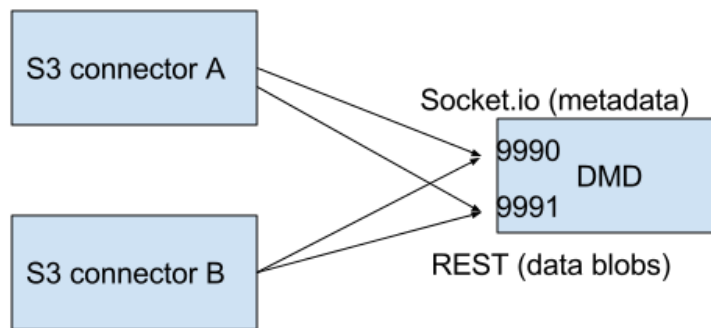 S3 connector A
Socket.io (metadata)
9990
DMD
9991
REST (data blobs)
S3 connector B